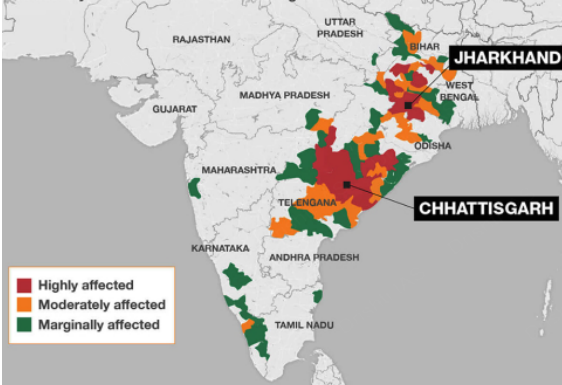 UTTAR
PRADESH
RAJASTHAN
BIHAR
JHARKHAND
WEST
BENGAL
MADHYA PRADESH
GUJARAT
ODISHA
MAHARASHTRA
TELENGANA
CHHATTISGARH
KARNATAKA
ANDHRA PRADESH
Highly affected
Moderately affected
Marginally affected
TAMIL NADU